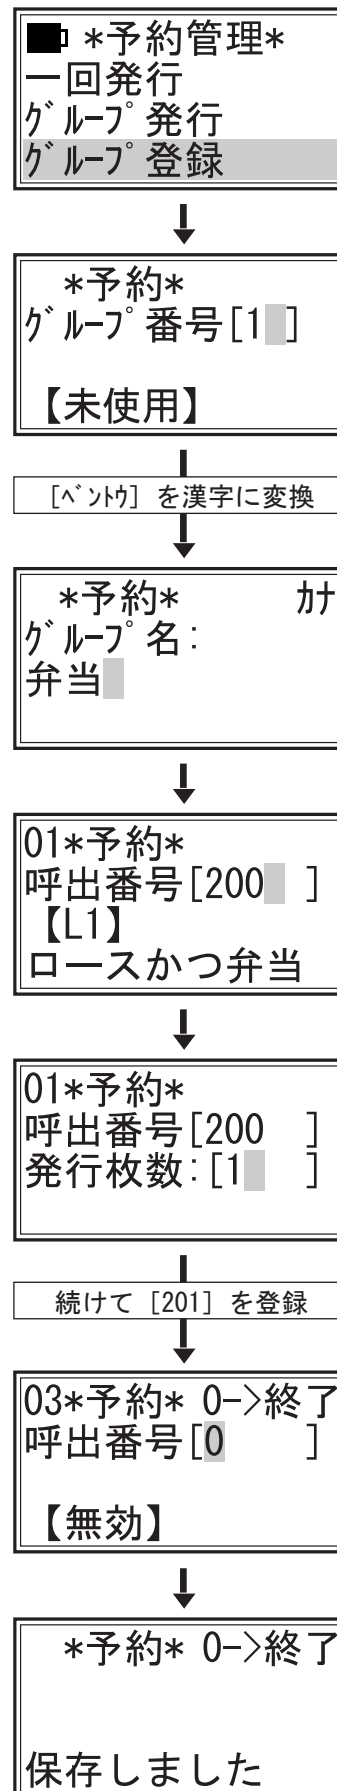 *予約管理*
一回発行
ｸﾞﾙｰﾌﾟ発行
ｸﾞﾙｰﾌﾟ登録
*予約*
ｸﾞﾙｰﾌﾟ番号[1 ]
【未使用】
[ﾍﾞﾝﾄｳ] を漢字に変換
*予約* ｶﾅ
ｸﾞﾙｰﾌﾟ名:
弁当
01*予約*
呼出番号[200 ]
【L1】
ロースかつ弁当
01*予約*
呼出番号[200 ]
発行枚数:[1 ]
続けて [201] を登録
03*予約* 0->終了
呼出番号[0 ]
【無効】
*予約* 0->終了
保存しました